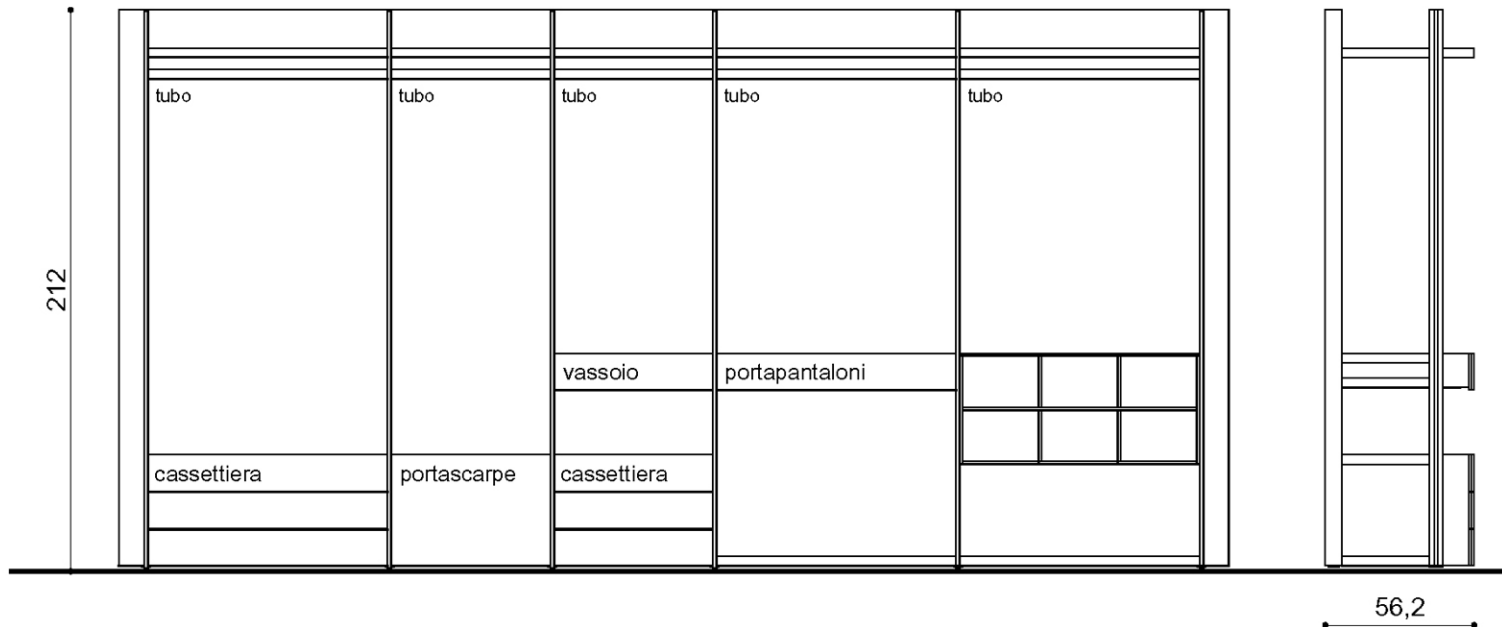 tubo tubo tubo tubo tubo
212
vassoio portapantaloni
cassettiera portascarpe cassettiera
56,2